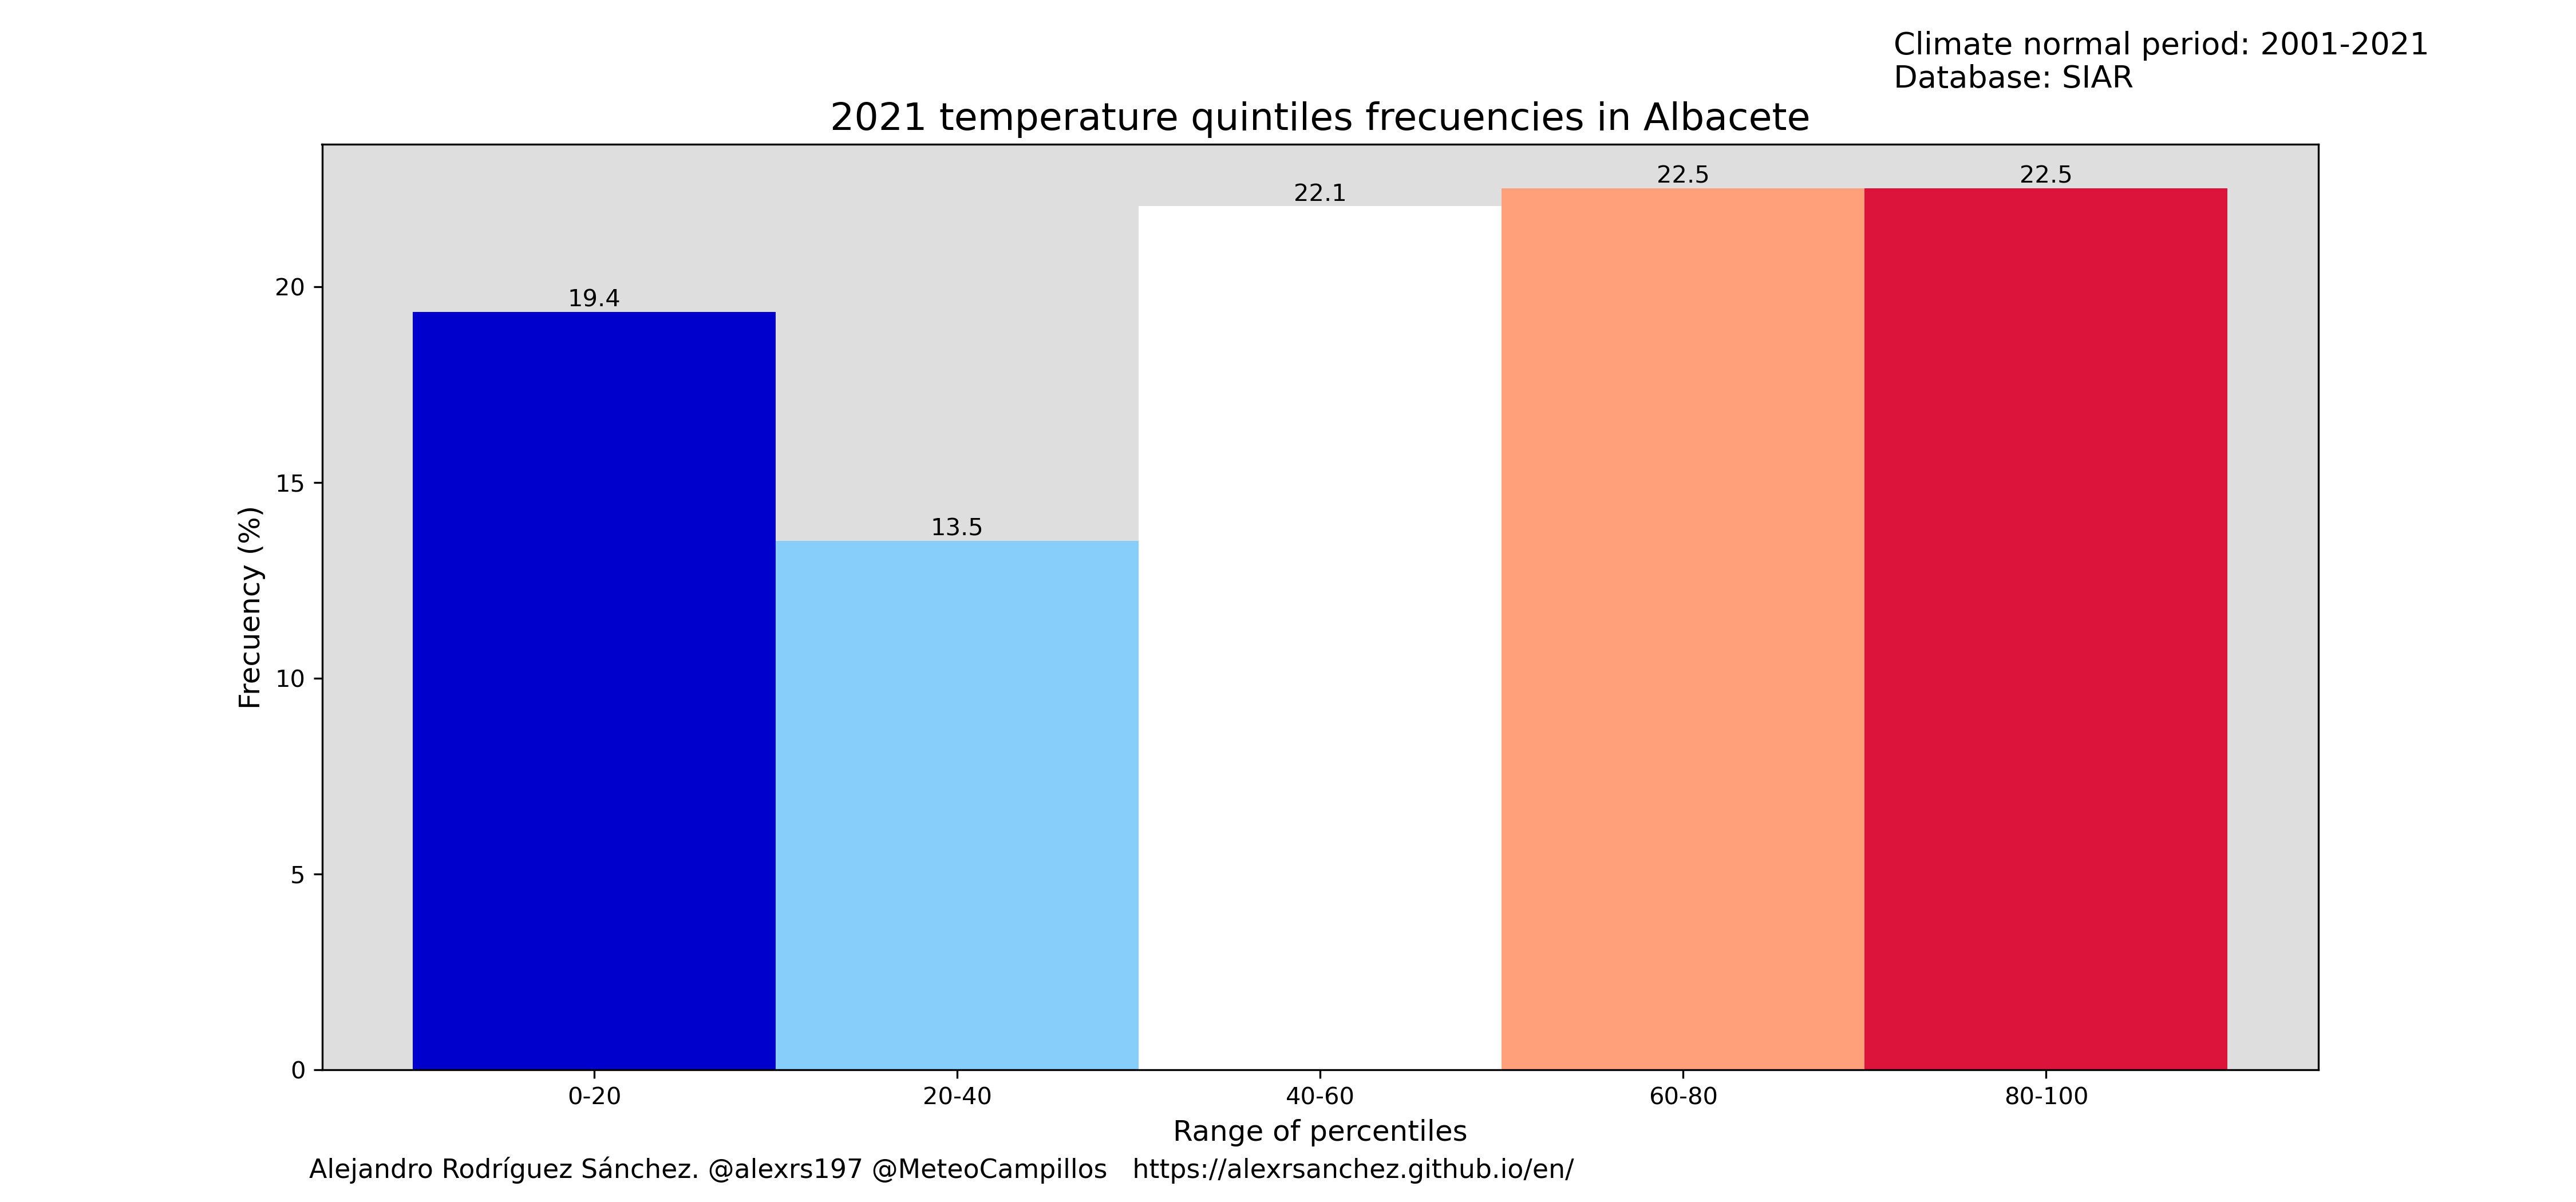 Climate normal period: 2001-2021
Database: SIAR
2021 temperature quintiles frecuencies in Albacete
22.5
22.5
22.1
20
19.4
15
13.5
Frecuency (%)
10
5
0
0-20
20-40
40-60
60-80
80-100
Range of percentiles
Alejandro Rodríguez Sánchez. @alexrs197 @MeteoCampillos https://alexrsanchez.github.io/en/